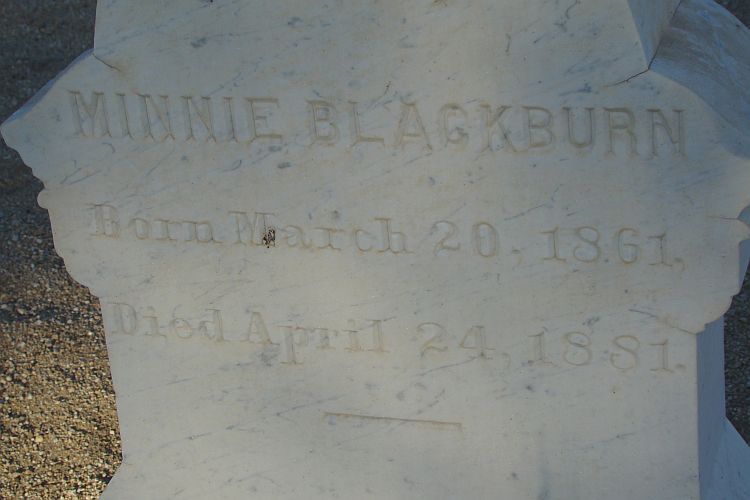 MINNIE BLACKBURN
Born March 20, 1861,
Died April 24, 1881.